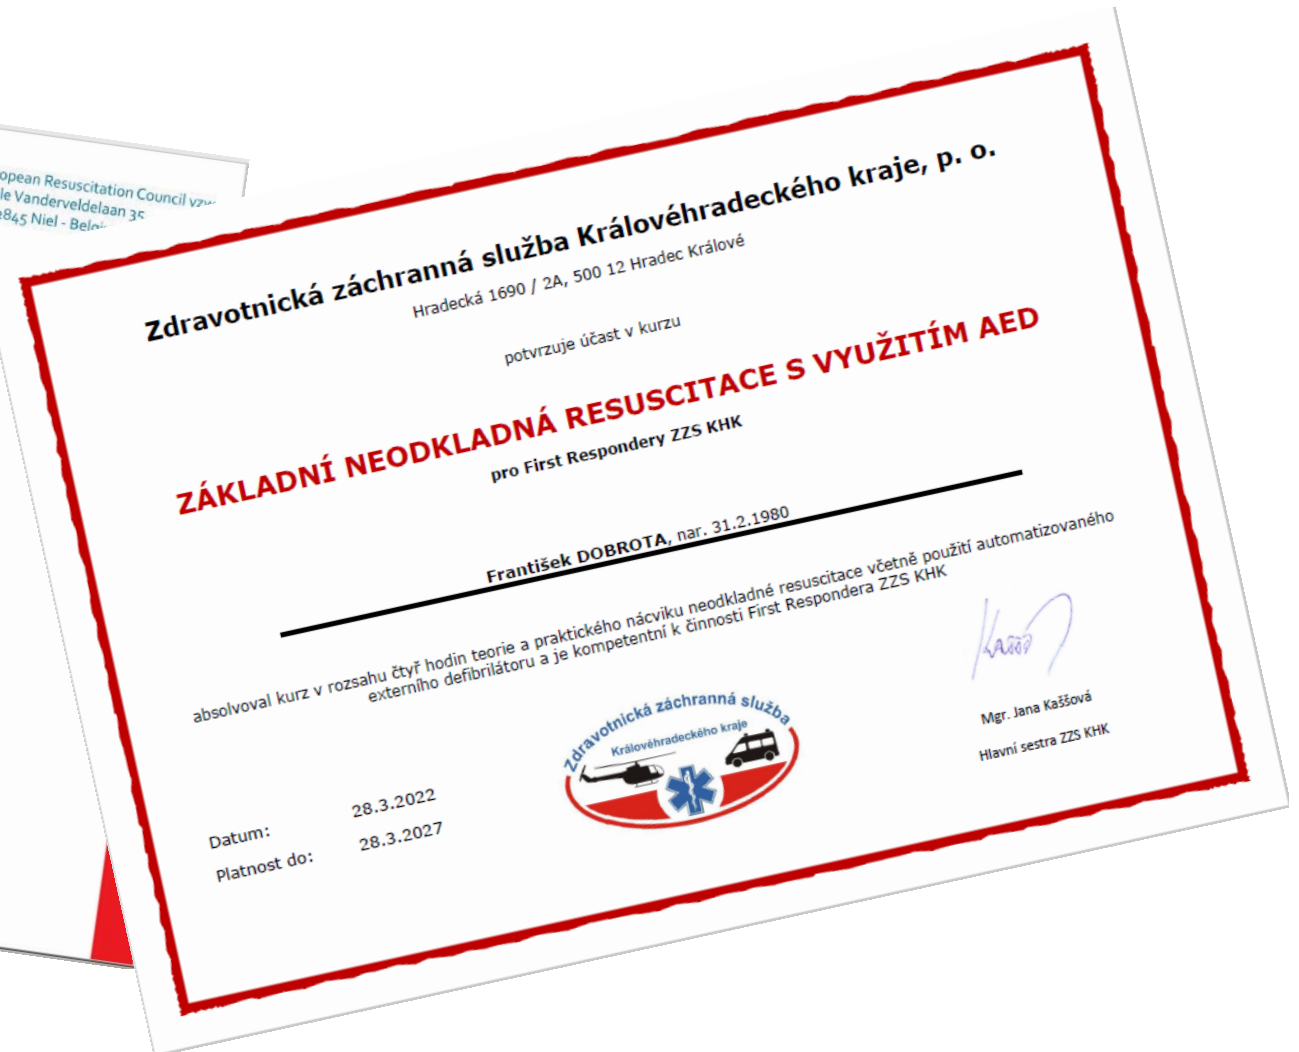 opean Resuscitation Council vzw
le Vanderveldelaan 35
2845 Niel -
Zdravotnická záchranná služba Královéhradeckého kraje, p. o.
Hradecká 1690 / 2A, 500 12 Hradec Králové
potvrzuje účast v kurzu
ZÁKLADNÍ NEODKLADNÁ RESUSCITACE S VYUŽITÍM AED
pro First Respondery ZZS KHK
František DOBROTA, nar. 31.2.1980
absolvoval kurz v rozsahu čtyř hodin teorie a praktického nácviku neodkladné resuscitace včetně použití automatizovaného
externího defibrilátoru a je kompetentní k činnosti First Respondera ZZS KHK
Zdravotnická záchranná služba
Královéhradeckého kraje
Mgr. Jana Kaššová
Hlavní sestra ZZS KHK
Datum: 28.3.2022
Platnost do: 28.3.2027